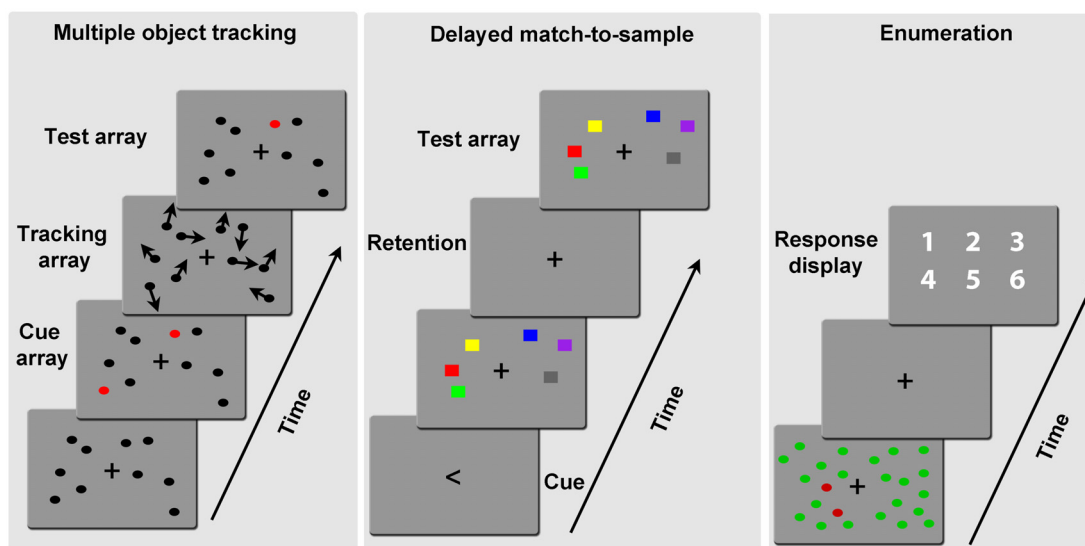 Multiple object tracking
Test array
Tracking
array
Cue
array
Time
Delayed match-to-sample
Test array
Retention
<
Cue
Time
Enumeration
Response
display
1 2 3
4 5 6
Time